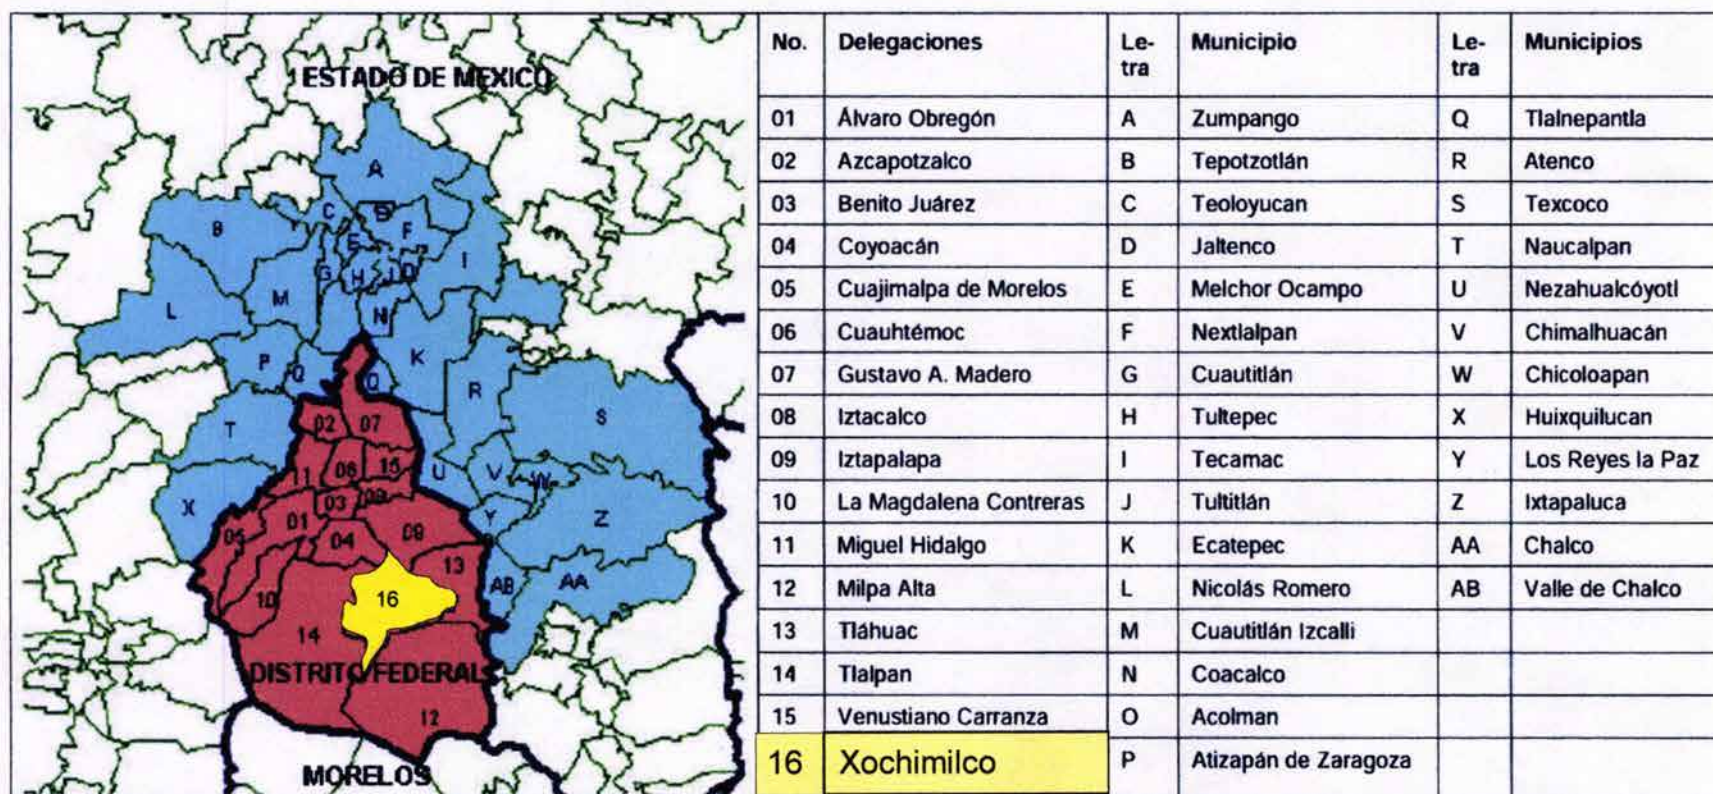 ESTADO DE MEXICO
A
B
C
D
E
F
G
H
J
O
I
L
M
N
K
P
Q
Q
R
S
T
02
07
11
06
15
U
V
W
X
03
08
Y
Z
01
05
04
09
13
AB
AA
10
16
14
DISTRITO FEDERAL
12
MORELOS
No. Delegaciones Le-tra Municipio Le-tra Municipios
01 Álvaro Obregón A Zumpango Q Tlalnepantla
02 Azcapotzalco B Tepotzotlán R Atenco
03 Benito Juárez C Teoloyucan S Texcoco
04 Coyoacán D Jaltenco T Naucalpan
05 Cuajimalpa de Morelos E Melchor Ocampo U Nezahualcóyotl
06 Cuauhtémoc F Nextlalpan V Chimalhuacán
07 Gustavo A. Madero G Cuautitlán W Chicoloapan
08 Iztacalco H Tultepec X Huixquilucan
09 Iztapalapa I Tecamac Y Los Reyes la Paz
10 La Magdalena Contreras J Tultitlán Z Ixtapaluca
11 Miguel Hidalgo K Ecatepec AA Chalco
12 Milpa Alta L Nicolás Romero AB Valle de Chalco
13 Tláhuac M Cuautitlán Izcalli
14 Tlalpan N Coacalco
15 Venustiano Carranza O Acolman
16 Xochimilco P Atizapán de Zaragoza